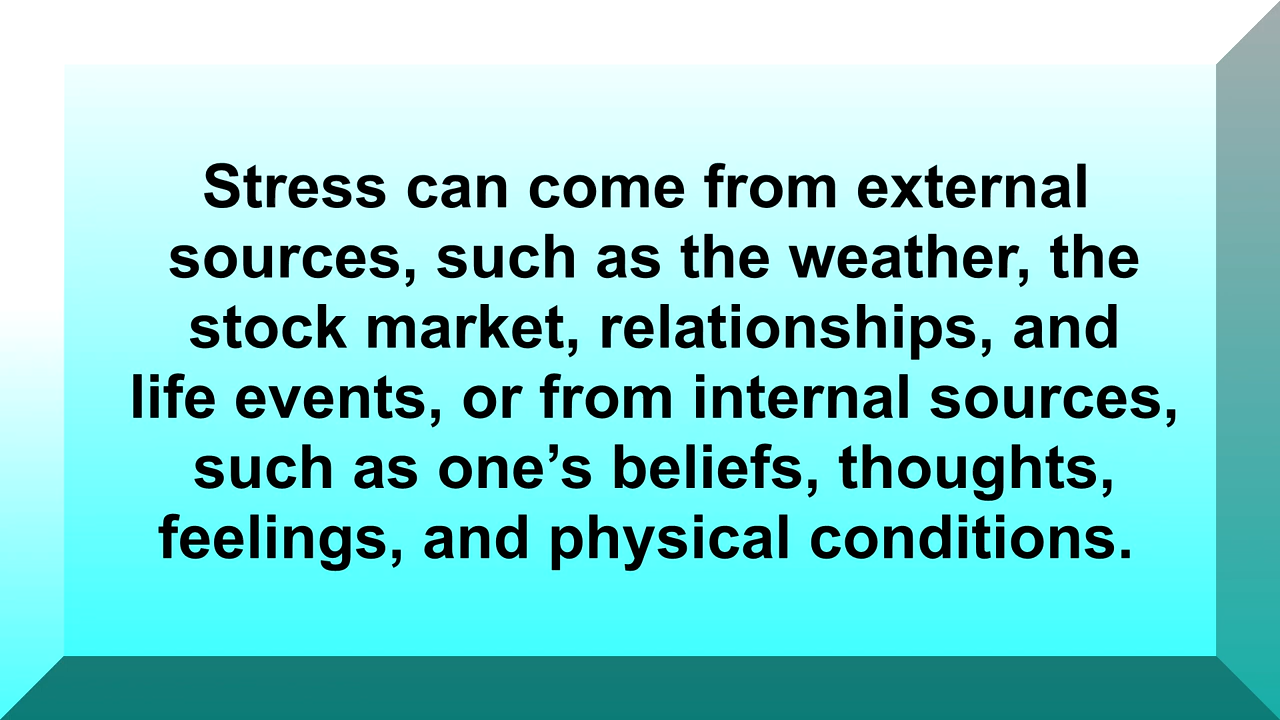 Stress can come from external
sources, such as the weather, the
stock market, relationships, and
life events, or from internal sources,
such as one’s beliefs, thoughts,
feelings, and physical conditions.